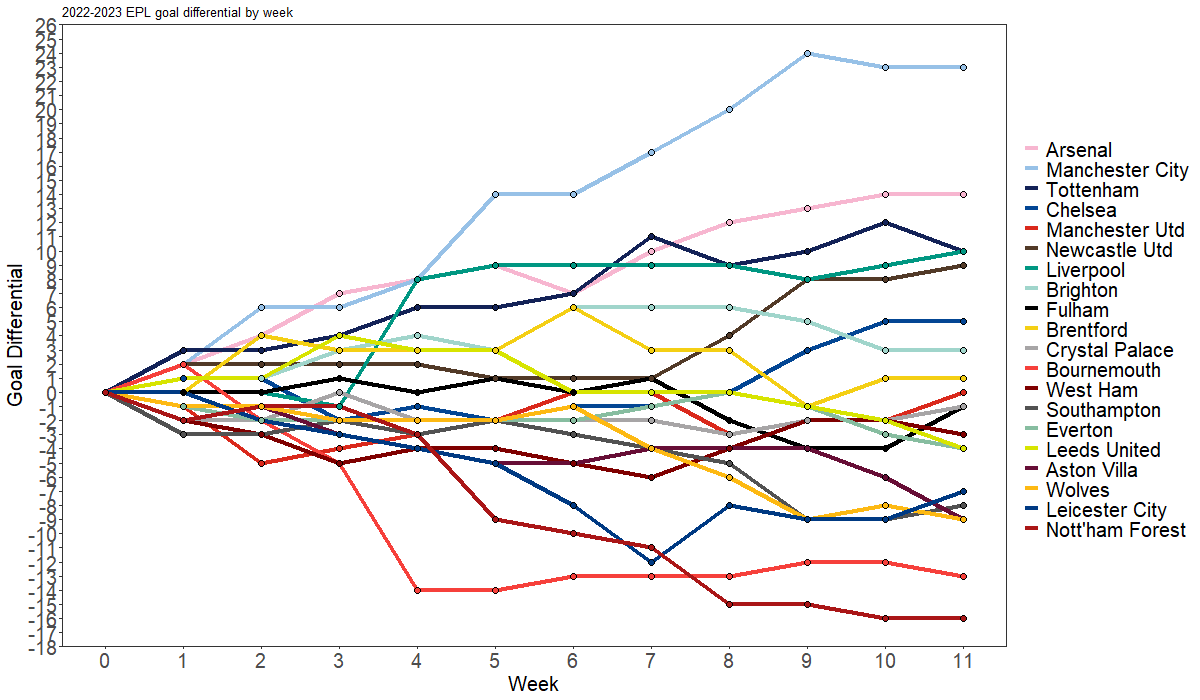 2022-2023 EPL goal differential by week
26
25
24
23
22
21
20
19
18
17
16
15
14
13
12
11
10
9
8
7
6
5
4
3
2
1
0
-1
-2
-3
-4
-5
-6
-7
-8
-9
-10
-11
-12
-13
-14
-15
-16
-17
-18
Goal Differential
0 1 2 3 4 5 6 7 8 9 10 11
Week
Arsenal
Manchester City
Tottenham
Chelsea
Manchester Utd
Newcastle Utd
Liverpool
Brighton
Fulham
Brentford
Crystal Palace
Bournemouth
West Ham
Southampton
Everton
Leeds United
Aston Villa
Wolves
Leicester City
Nott'ham Forest